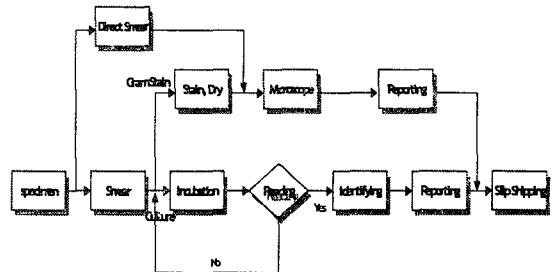 Direct Smear
Gram Stain
Stain, Dry
Microscope
Reporting
specimen
Smear
Culture
Incubation
Reading
Yes
Identifying
Reporting
Slip Shipping
No